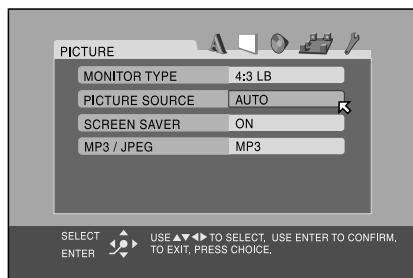 PICTURE
MONITOR TYPE 4:3 LB
PICTURE SOURCE AUTO
SCREEN SAVER ON
MP3 / JPEG MP3
SELECT
ENTER
USE ▲▼◀▶ TO SELECT, USE ENTER TO CONFIRM,
TO EXIT, PRESS CHOICE.